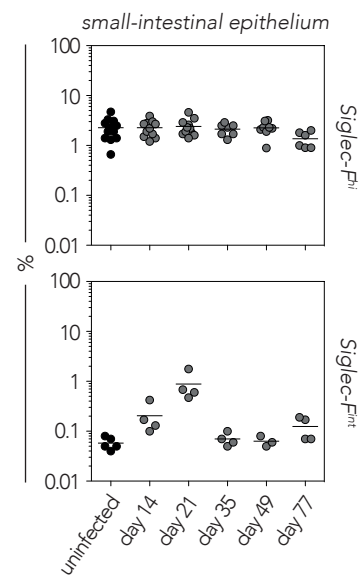 small-intestinal epithelium
100
10
1
0.1
0.01
Siglec-Fhi
%
100
10
1
0.1
0.01
Siglec-Fint
uninfected
day 14
day 21
day 35
day 49
day 77